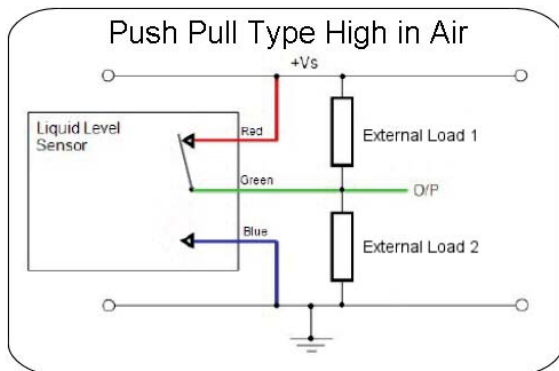 Push Pull Type High in Air
+Vs
Liquid Level
Sensor
Red
External Load 1
Green
O/P
Blue
External Load 2